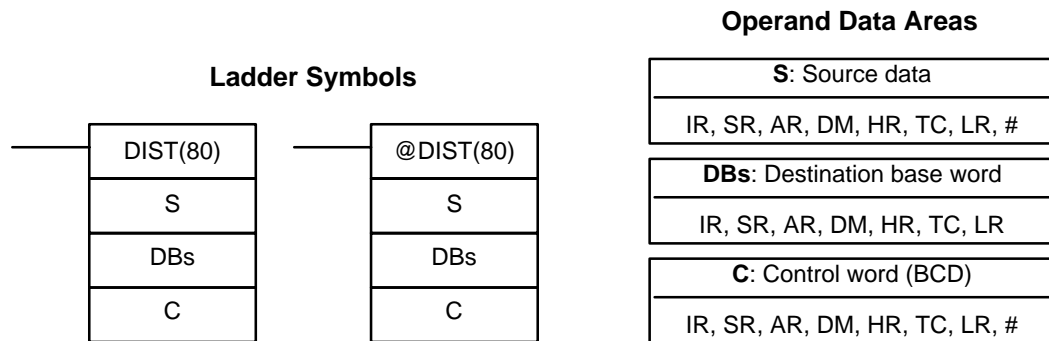 Ladder Symbols
DIST(80)
S
DBs
C
@DIST(80)
S
DBs
C
Operand Data Areas
S: Source data
IR, SR, AR, DM, HR, TC, LR, #
DBs: Destination base word
IR, SR, AR, DM, HR, TC, LR
C: Control word (BCD)
IR, SR, AR, DM, HR, TC, LR, #